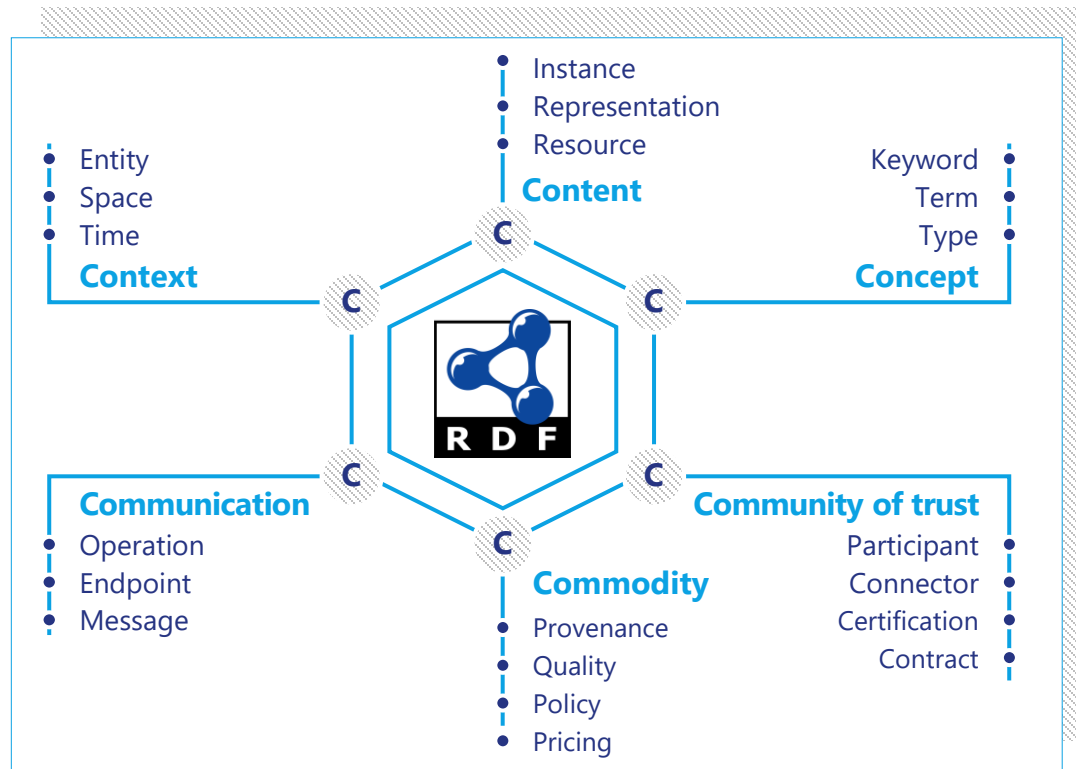 Instance
Representation
Resource
Content
Entity
Space
Time
Context
Keyword
Term
Type
Concept
C
C
C
RDF
C
C
C
Communication
Operation
Endpoint
Message
Community of trust
Participant
Connector
Certification
Contract
Commodity
Provenance
Quality
Policy
Pricing